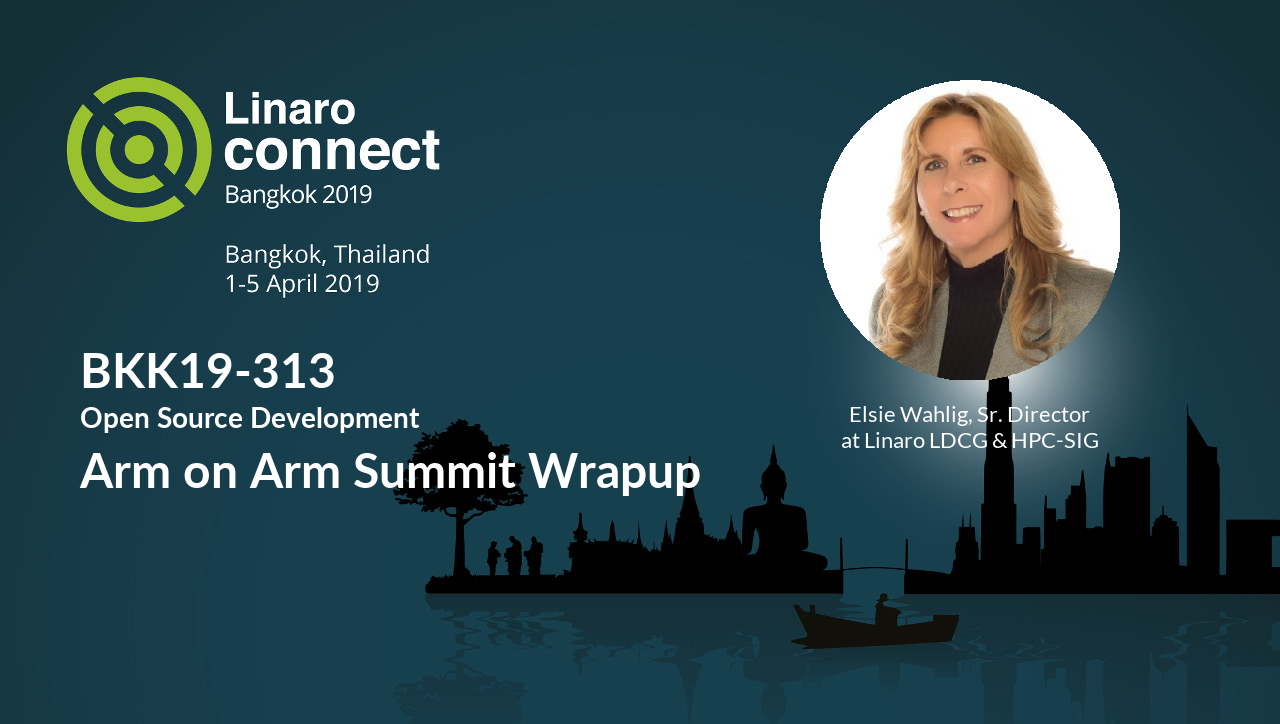 Linaro
connect
Bangkok 2019
Bangkok, Thailand
1-5 April 2019
BKK19-313
Open Source Development
Arm on Arm Summit Wrapup
Elsie Wahlig, Sr. Director
at Linaro LDCG & HPC-SIG